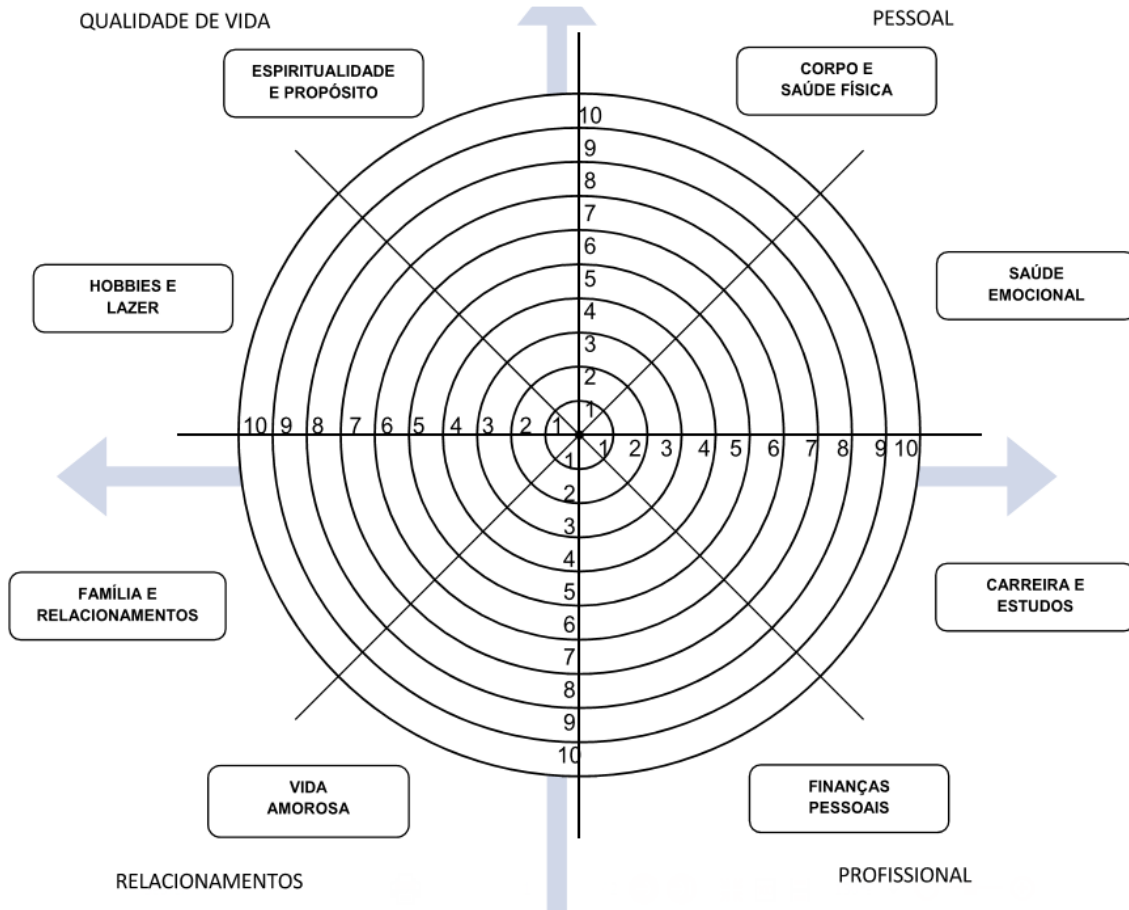 QUALIDADE DE VIDA
PESSOAL
ESPIRITUALIDADE
E PROPÓSITO
CORPO E
SAÚDE FÍSICA
10
9
8
7
6
5
4
3
2
1
HOBBIES E
LAZER
SAÚDE
EMOCIONAL
10 9 8 7 6 5 4 3 2 1
1 2 3 4 5 6 7 8 9 10
1
2
3
4
5
6
7
8
9
10
FAMÍLIA E
RELACIONAMENTOS
CARREIRA E
ESTUDOS
VIDA
AMOROSA
FINANÇAS
PESSOAIS
RELACIONAMENTOS
PROFISSIONAL